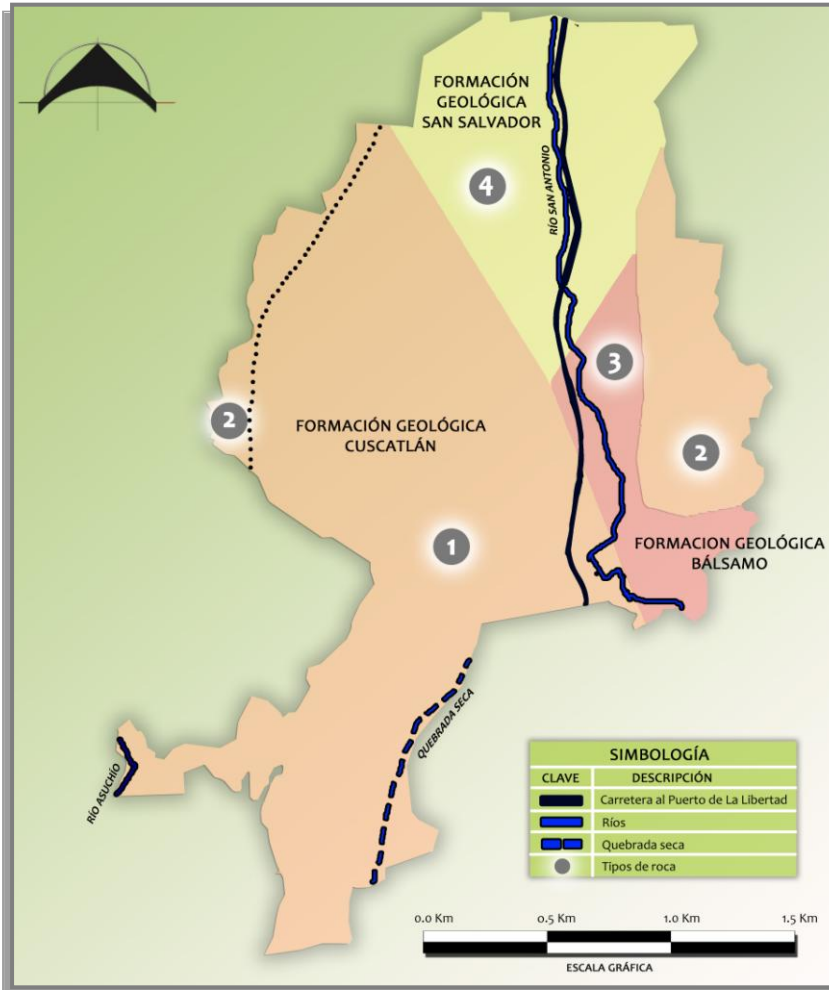 FORMACIÓN
GEOLÓGICA
SAN SALVADOR
4
RÍO SAN ANTONIO
3
2
FORMACIÓN GEOLÓGICA
CUSCATLÁN
2
1
FORMACION GEOLÓGICA
BÁLSAMO
QUEBRADA SECA
RÍO ASUCHÍO
SIMBOLOGÍA
CLAVE DESCRIPCIÓN
Carretera al Puerto de La Libertad
Ríos
Quebrada seca
Tipos de roca
0.0 Km 0.5 Km 1.0 Km 1.5 Km
ESCALA GRÁFICA